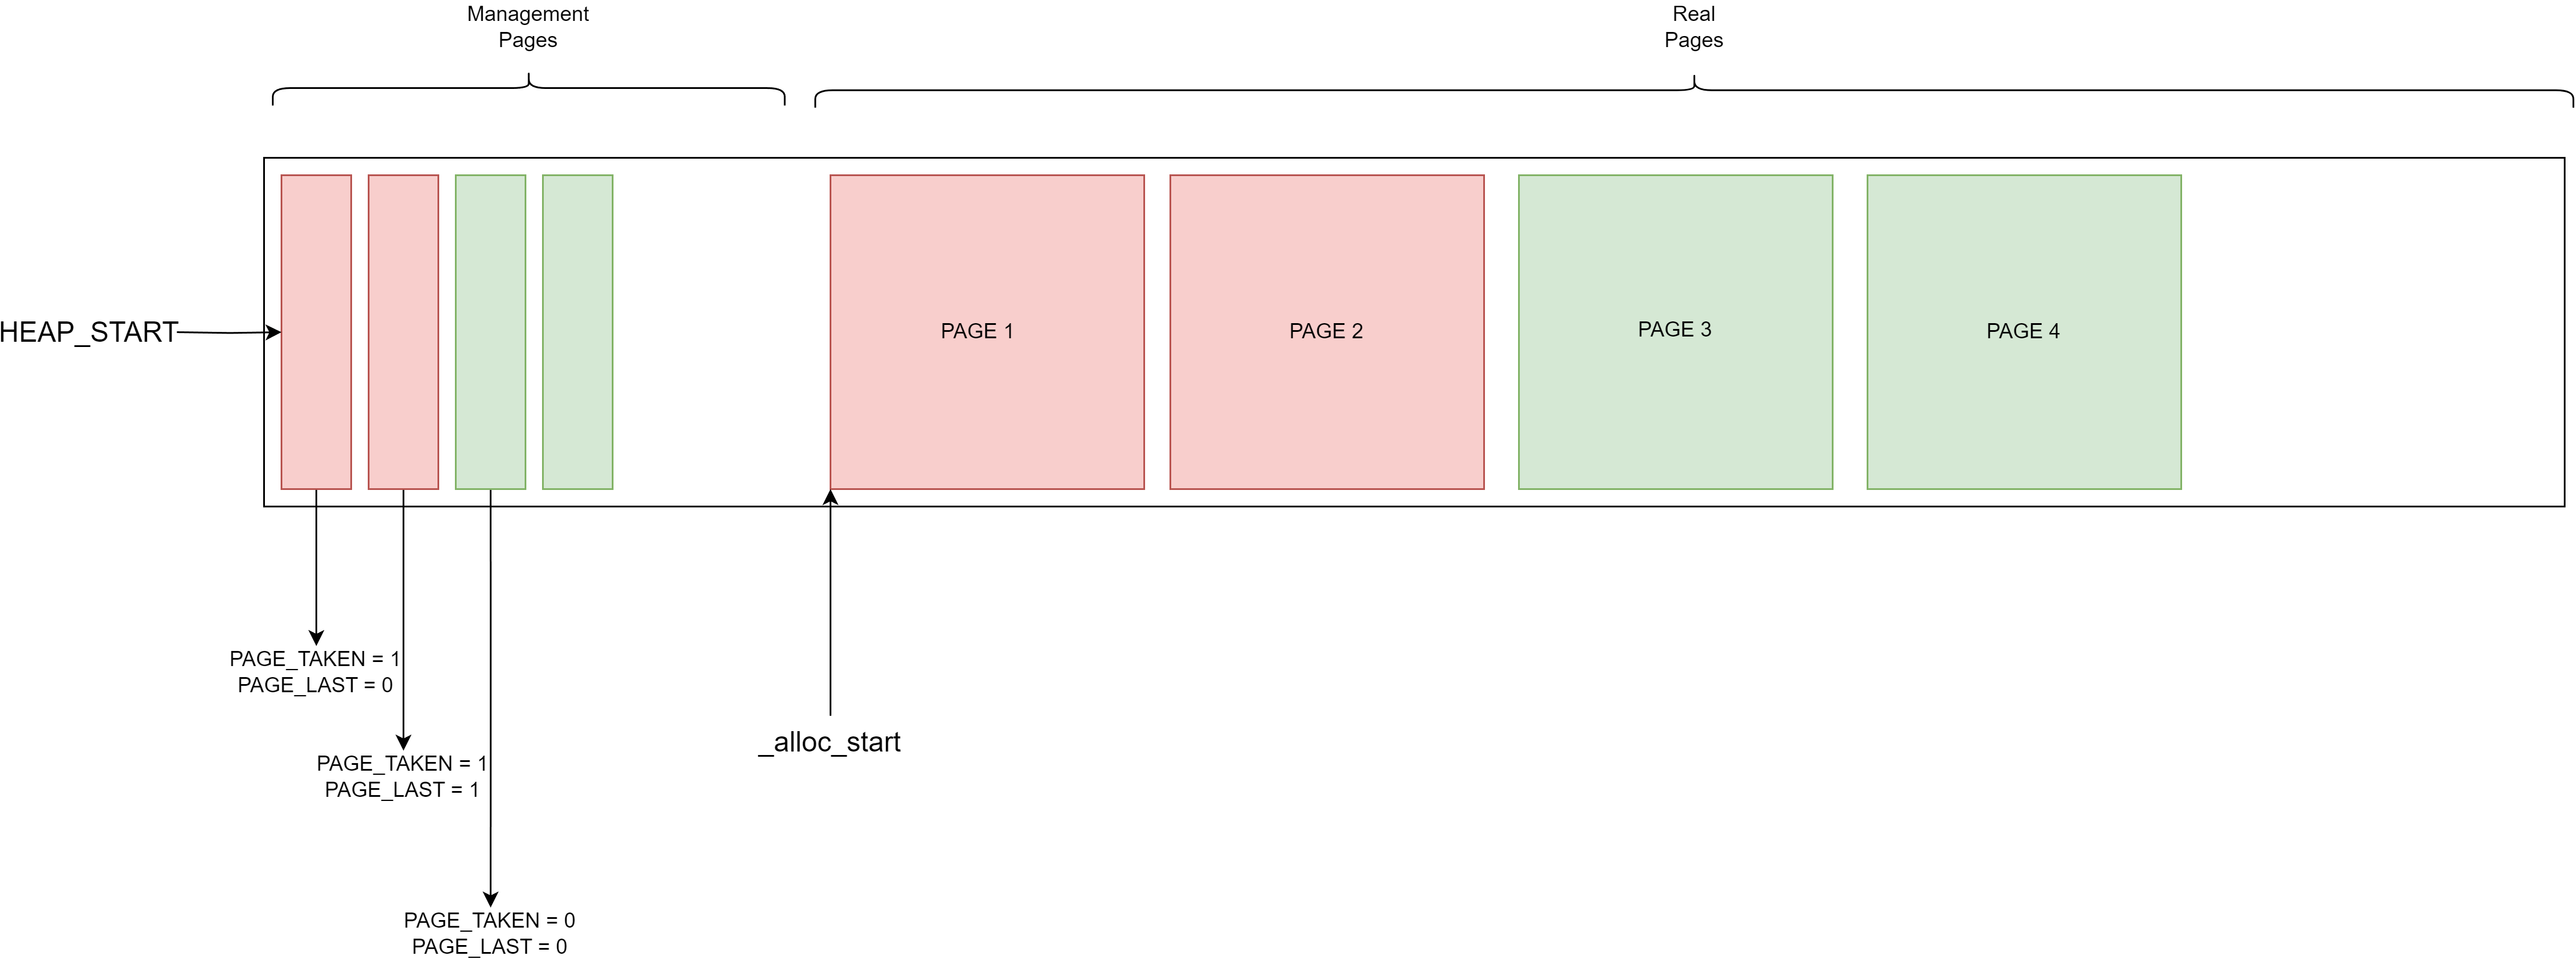 Management
Pages
Real
Pages
HEAP_START
PAGE 1
PAGE 2
PAGE 3
PAGE 4
PAGE_TAKEN = 1
PAGE_LAST = 0
_alloc_start
PAGE_TAKEN = 1
PAGE_LAST = 1
PAGE_TAKEN = 0
PAGE_LAST = 0